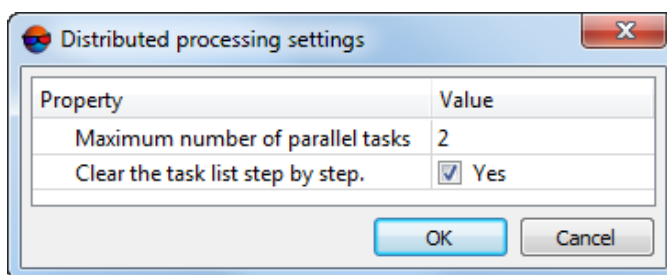 Distributed processing settings
Property Value
Maximum number of parallel tasks 2
Clear the task list step by step. Yes
OK Cancel